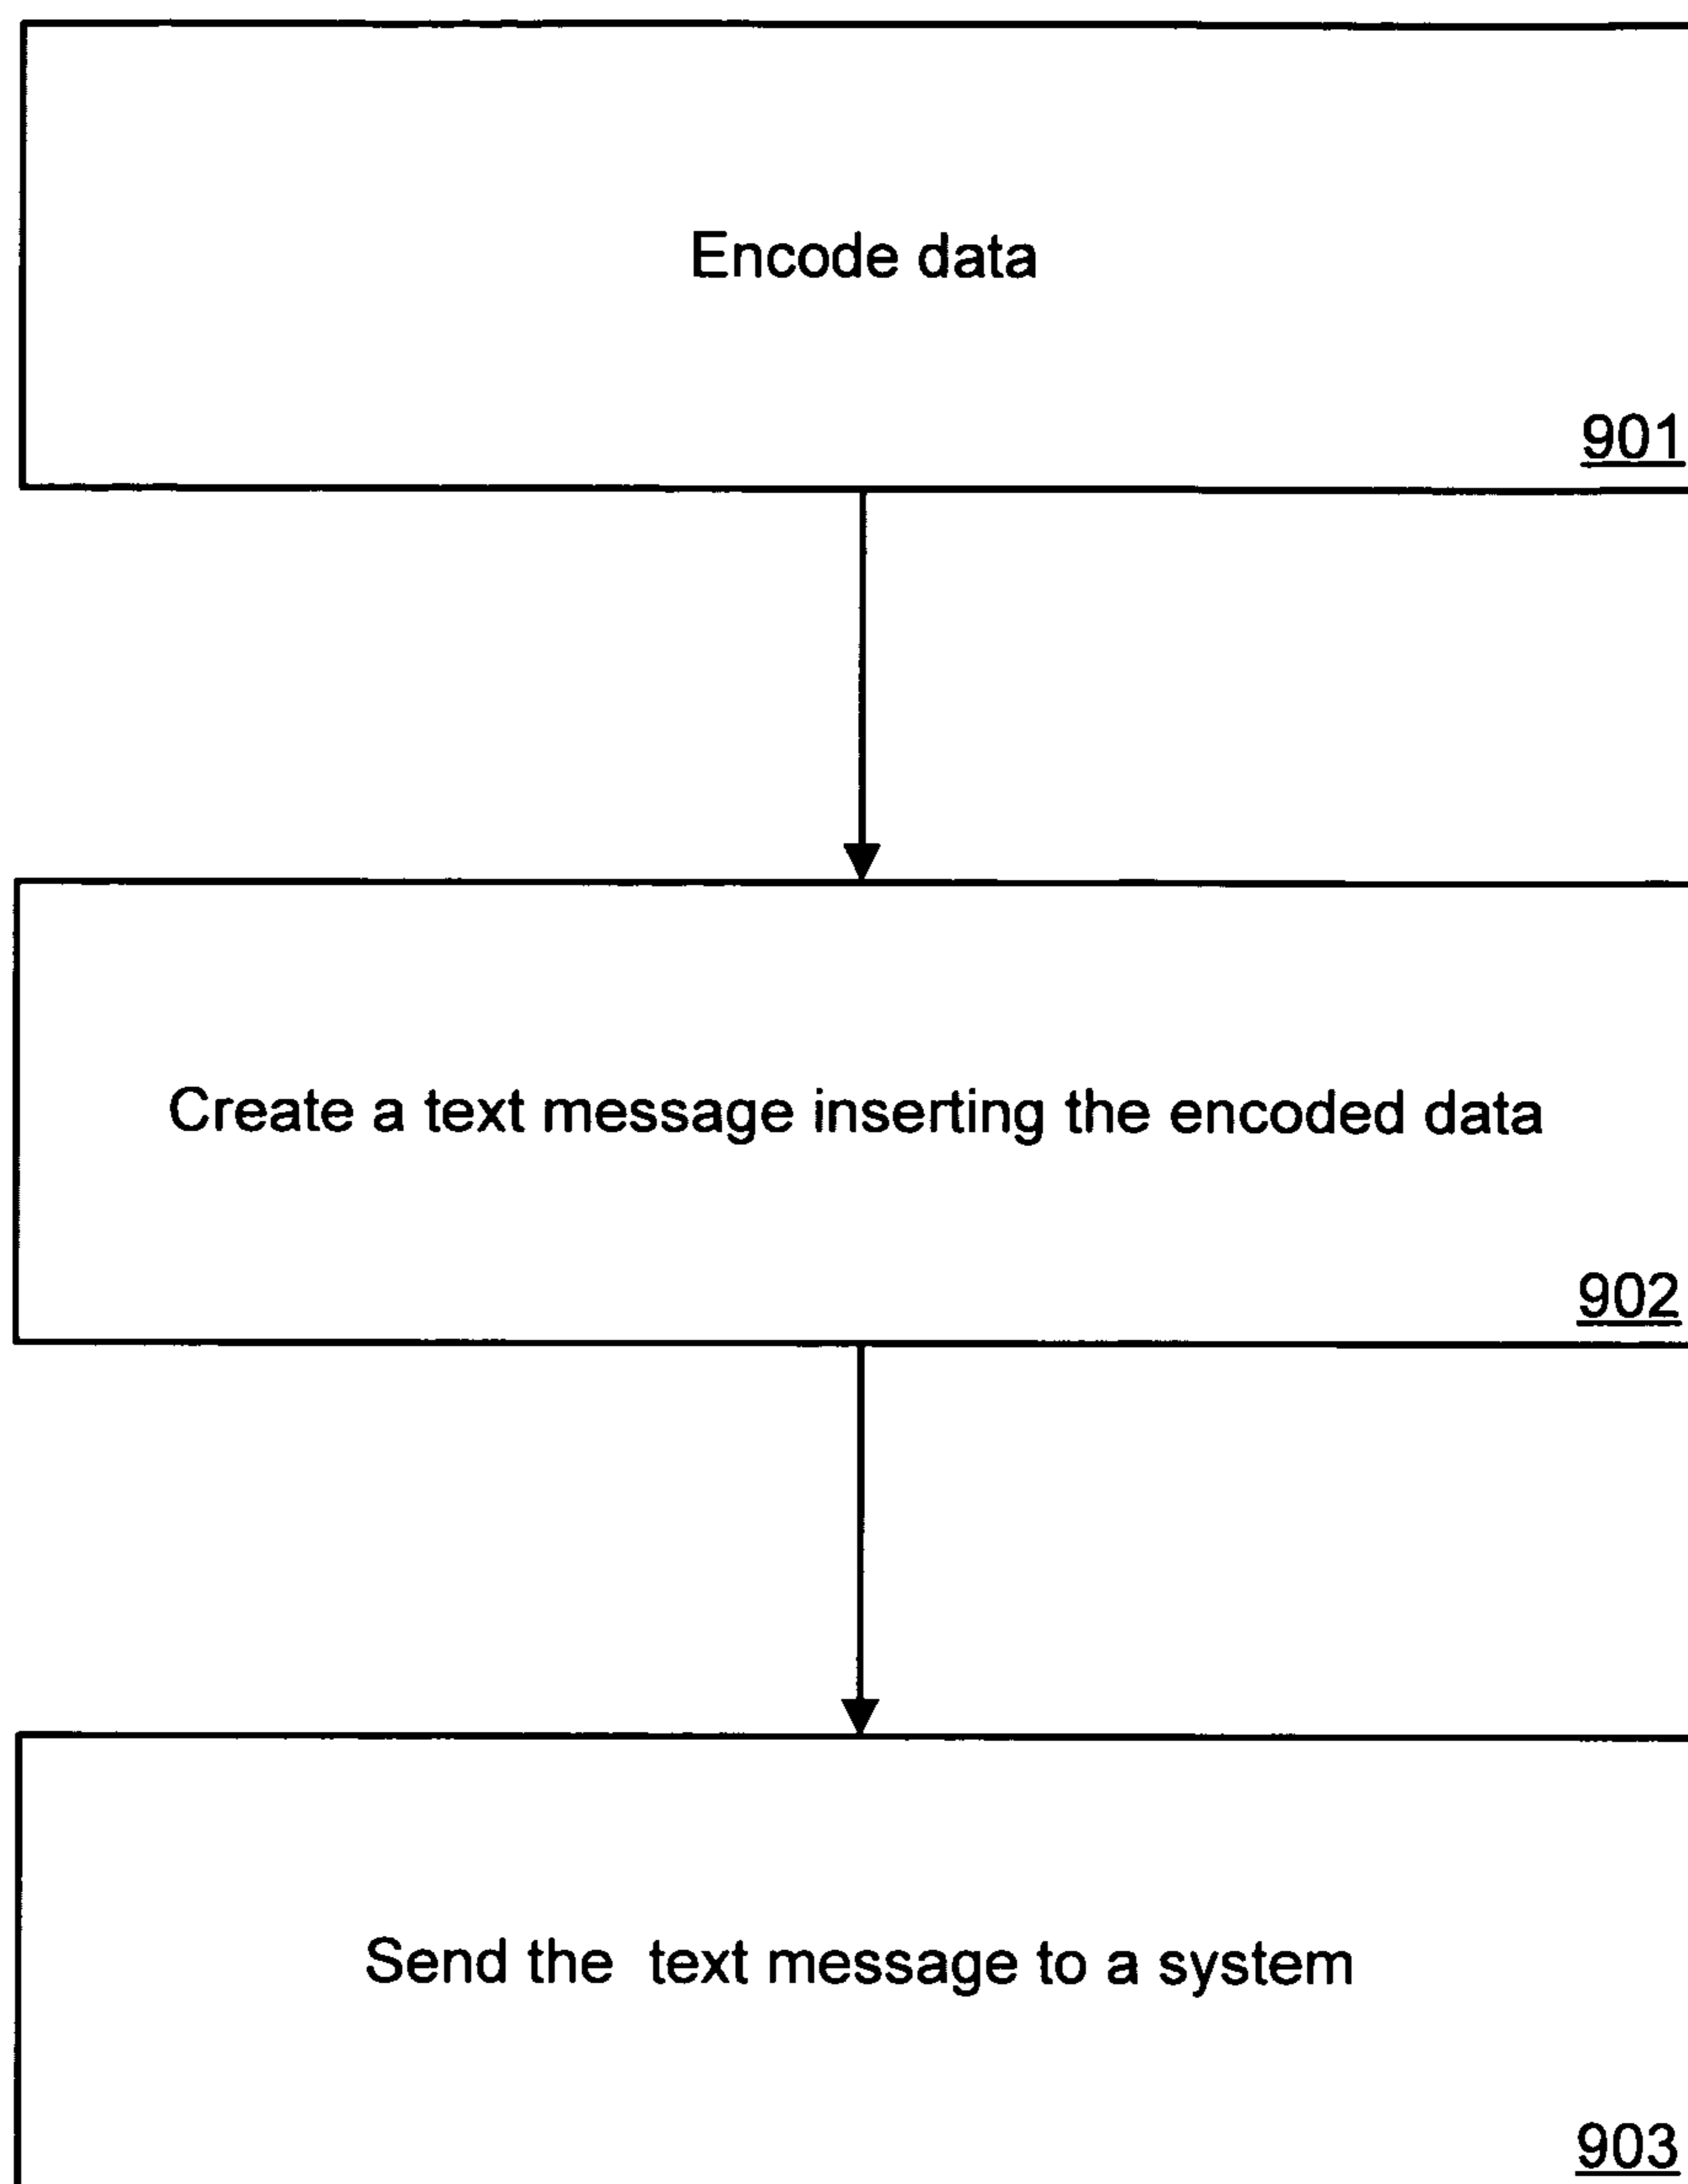 Encode data
901
Create a text message inserting the encoded data
902
Send the text message to a system
903